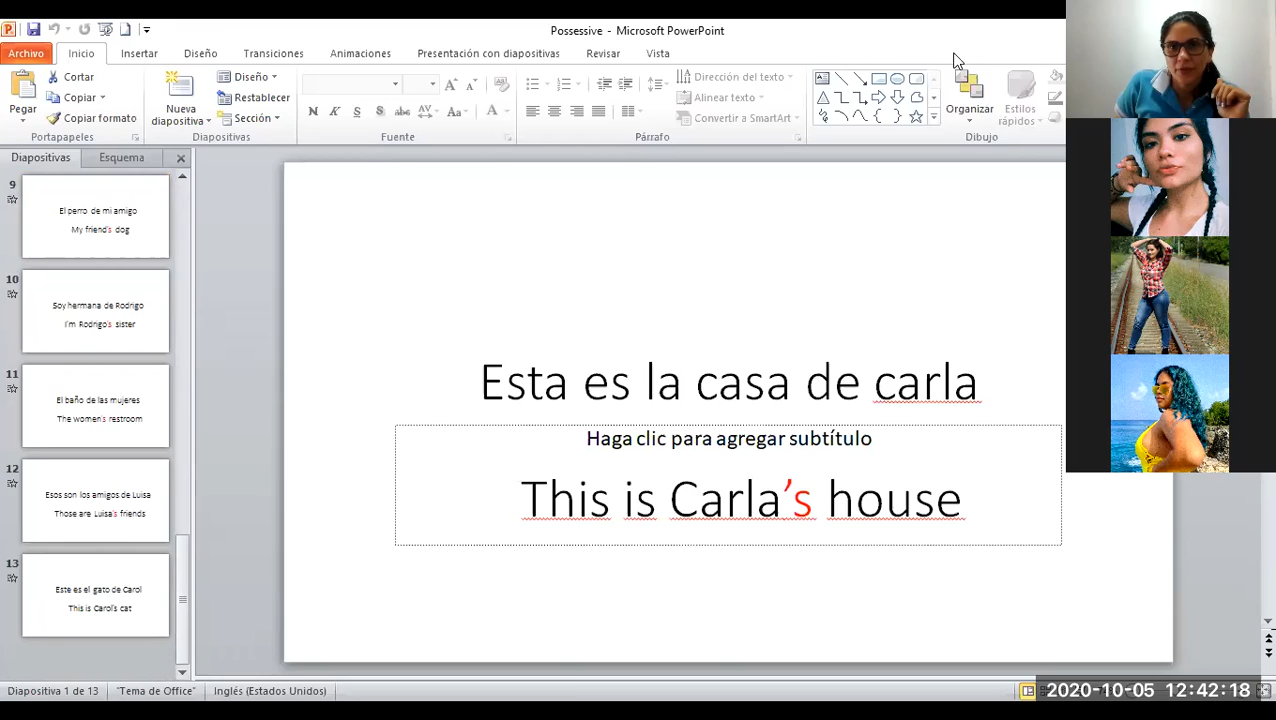 Possessive - Microsoft PowerPoint
Archivo Inicio Insertar Diseño Transiciones Animaciones Presentación con diapositivas Revisar Vista
Pegar
Cortar
Copiar
Copiar formato
Portapapeles
Nueva diapositiva
Diseño
Restablecer
Sección
Diapositivas
N K S abc AV Aa A
Fuente
Dirección del texto
Alinear texto
Convertir a SmartArt
Párrafo
Organizar
Estilos rápidos
Dibujo
Diapositivas Esquema
9
El perro de mi amigo
My friend's dog
10
Soy hermana de Rodrigo
I'm Rodrigo's sister
11
El baño de las mujeres
The women's restroom
12
Esos son los amigos de Luisa
Those are Luisa's friends
13
Este es el gato de Carol
This is Carol's cat
Esta es la casa de carla
Haga clic para agregar subtítulo
This is Carla’s house
Diapositiva 1 de 13 "Tema de Office" Inglés (Estados Unidos)
2020-10-05 12:42:18